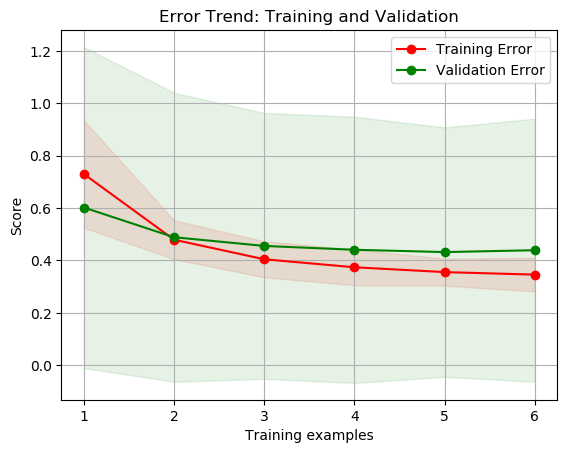 Error Trend: Training and Validation
Training Error
Validation Error
1.2
1.0
0.8
0.6
0.4
0.2
0.0
Score
1 2 3 4 5 6
Training examples